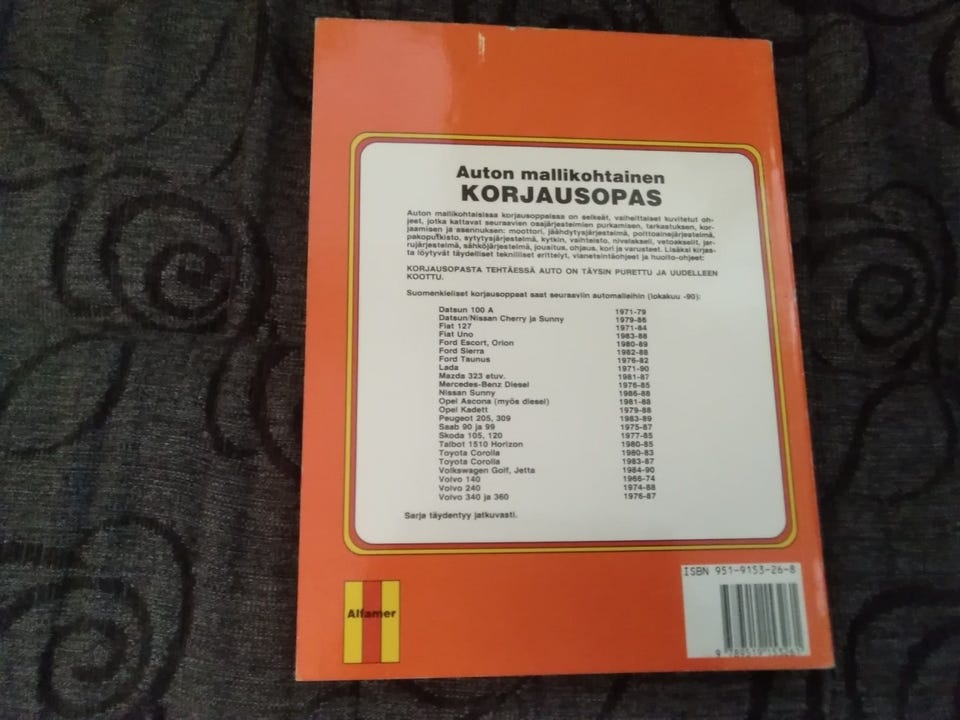 Auton mallikohtainen
KORJAUSOPAS
Auton mallikohtaisissa korjausoppaissa on selkeät, vaiheittaiset kuvitetut oh-
jeet, jotka kattavat seuraavien osajärjestelmien purkamisen, tarkastuksen, kor-
jaamisen ja asennuksen: moottori, jäähdytysjärjestelmä, polttoainejärjestelmä,
pakoputkisto, sytytysjärjestelmä, kytkin, vaihteisto, nivelakseli, vetoakselit, jar-
rujärjestelmä, sähköjärjestelmä, jousitus, ohjaus, kori ja varusteet. Lisäksi kirjas-
ta löytyvät täydelliset tekniiliset erittelyt, vianetsintäohjeet ja huolto-ohjeet:
KORJAUSOPASTA TEHTÄESSÄ AUTO ON TÄYSIN PURETTU JA UUDELLEEN
KOOTTU.
Suomenkieliset korjausoppaat saat seuraaviin automalleihin (lokakuu -90):
Datsun 100 A 1971-79
Datsun/Nissan Cherry ja Sunny 1979-86
Fiat 127 1971-84
Fiat Uno 1983-88
Ford Escort, Orion 1980-89
Ford Sierra 1982-88
Ford Taunus 1976-82
Lada 1971-90
Mazda 323 etuv. 1981-87
Mercedes-Benz Diesel 1976-85
Nissan Sunny 1986-88
Opel Ascona (myös diesel) 1981-88
Opel Kadett 1979-88
Peugeot 205, 309 1983-89
Saab 90 ja 99 1975-87
Skoda 105, 120 1977-85
Talbot 1510 Horizon 1980-85
Toyota Corolla 1980-83
Toyota Corolla 1983-87
Volkswagen Golf, Jetta 1984-90
Volvo 140 1966-74
Volvo 240 1974-88
Volvo 340 ja 360 1976-87
Sarja täydentyy jatkuvasti.
Alfamer
ISBN 951-9153-26-8